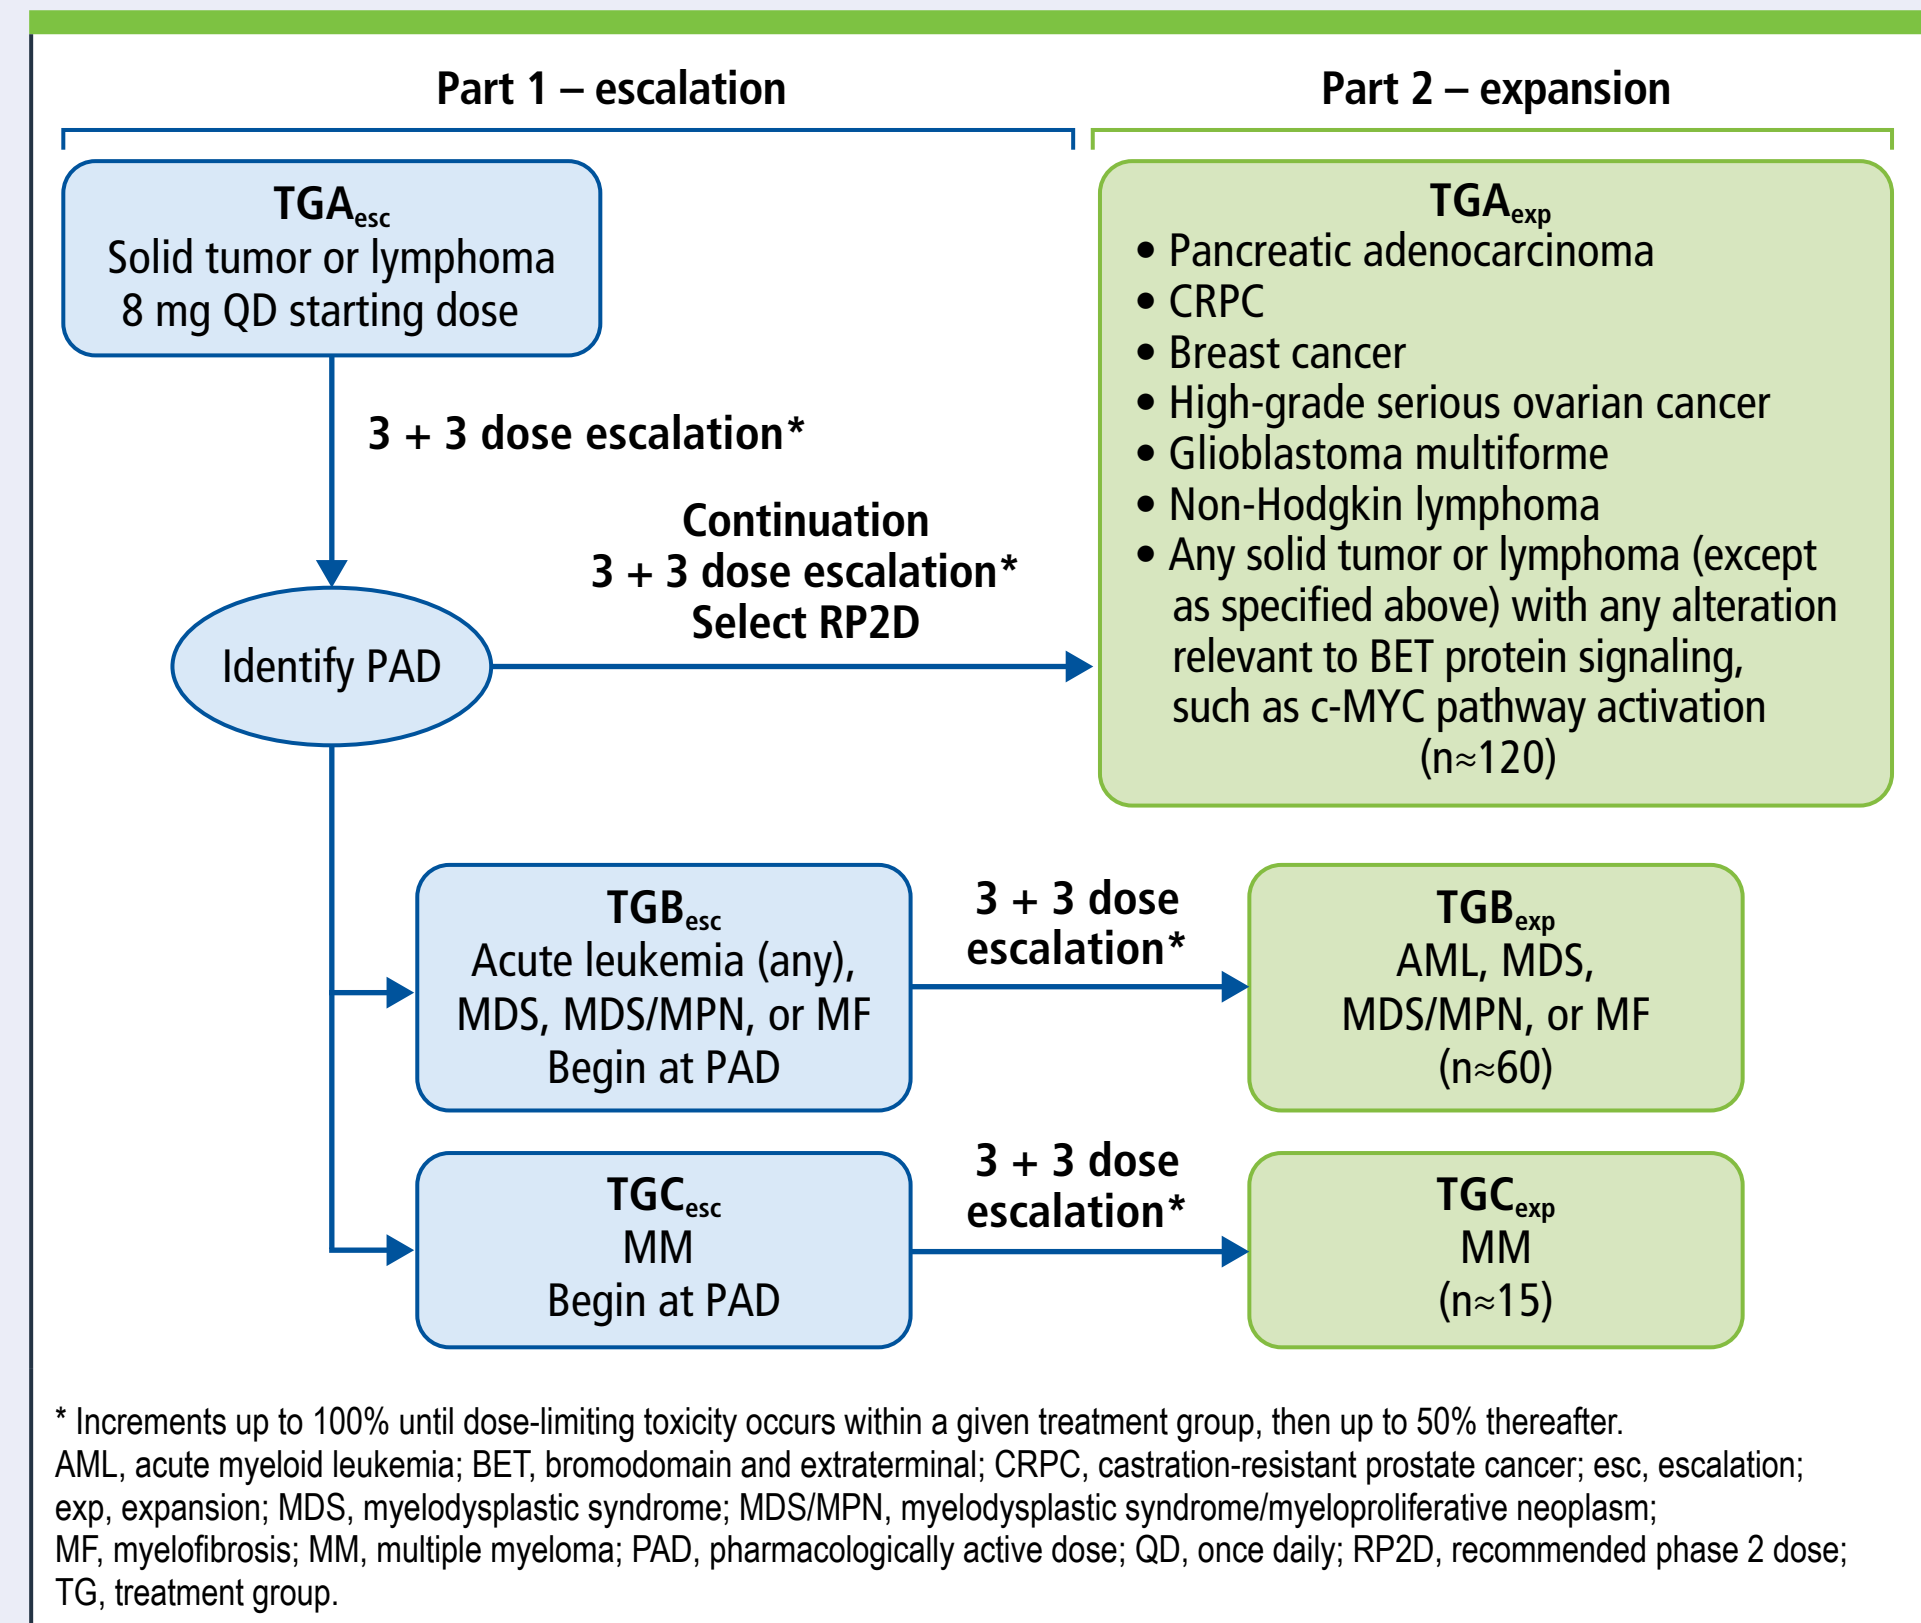 Part 1 – escalation
Part 2 – expansion
TGAesc
Solid tumor or lymphoma
8 mg QD starting dose
3 + 3 dose escalation*
Identify PAD
Continuation
3 + 3 dose escalation*
Select RP2D
TGAexp
• Pancreatic adenocarcinoma
• CRPC
• Breast cancer
• High-grade serious ovarian cancer
• Glioblastoma multiforme
• Non-Hodgkin lymphoma
• Any solid tumor or lymphoma (except
as specified above) with any alteration
relevant to BET protein signaling,
such as c-MYC pathway activation
(n≈120)
TGBesc
Acute leukemia (any),
MDS, MDS/MPN, or MF
Begin at PAD
3 + 3 dose
escalation*
TGBexp
AML, MDS,
MDS/MPN, or MF
(n≈60)
TGCesc
MM
Begin at PAD
3 + 3 dose
escalation*
TGCexp
MM
(n≈15)
* Increments up to 100% until dose-limiting toxicity occurs within a given treatment group, then up to 50% thereafter.
AML, acute myeloid leukemia; BET, bromodomain and extraterminal; CRPC, castration-resistant prostate cancer; esc, escalation;
exp, expansion; MDS, myelodysplastic syndrome; MDS/MPN, myelodysplastic syndrome/myeloproliferative neoplasm;
MF, myelofibrosis; MM, multiple myeloma; PAD, pharmacologically active dose; QD, once daily; RP2D, recommended phase 2 dose;
TG, treatment group.